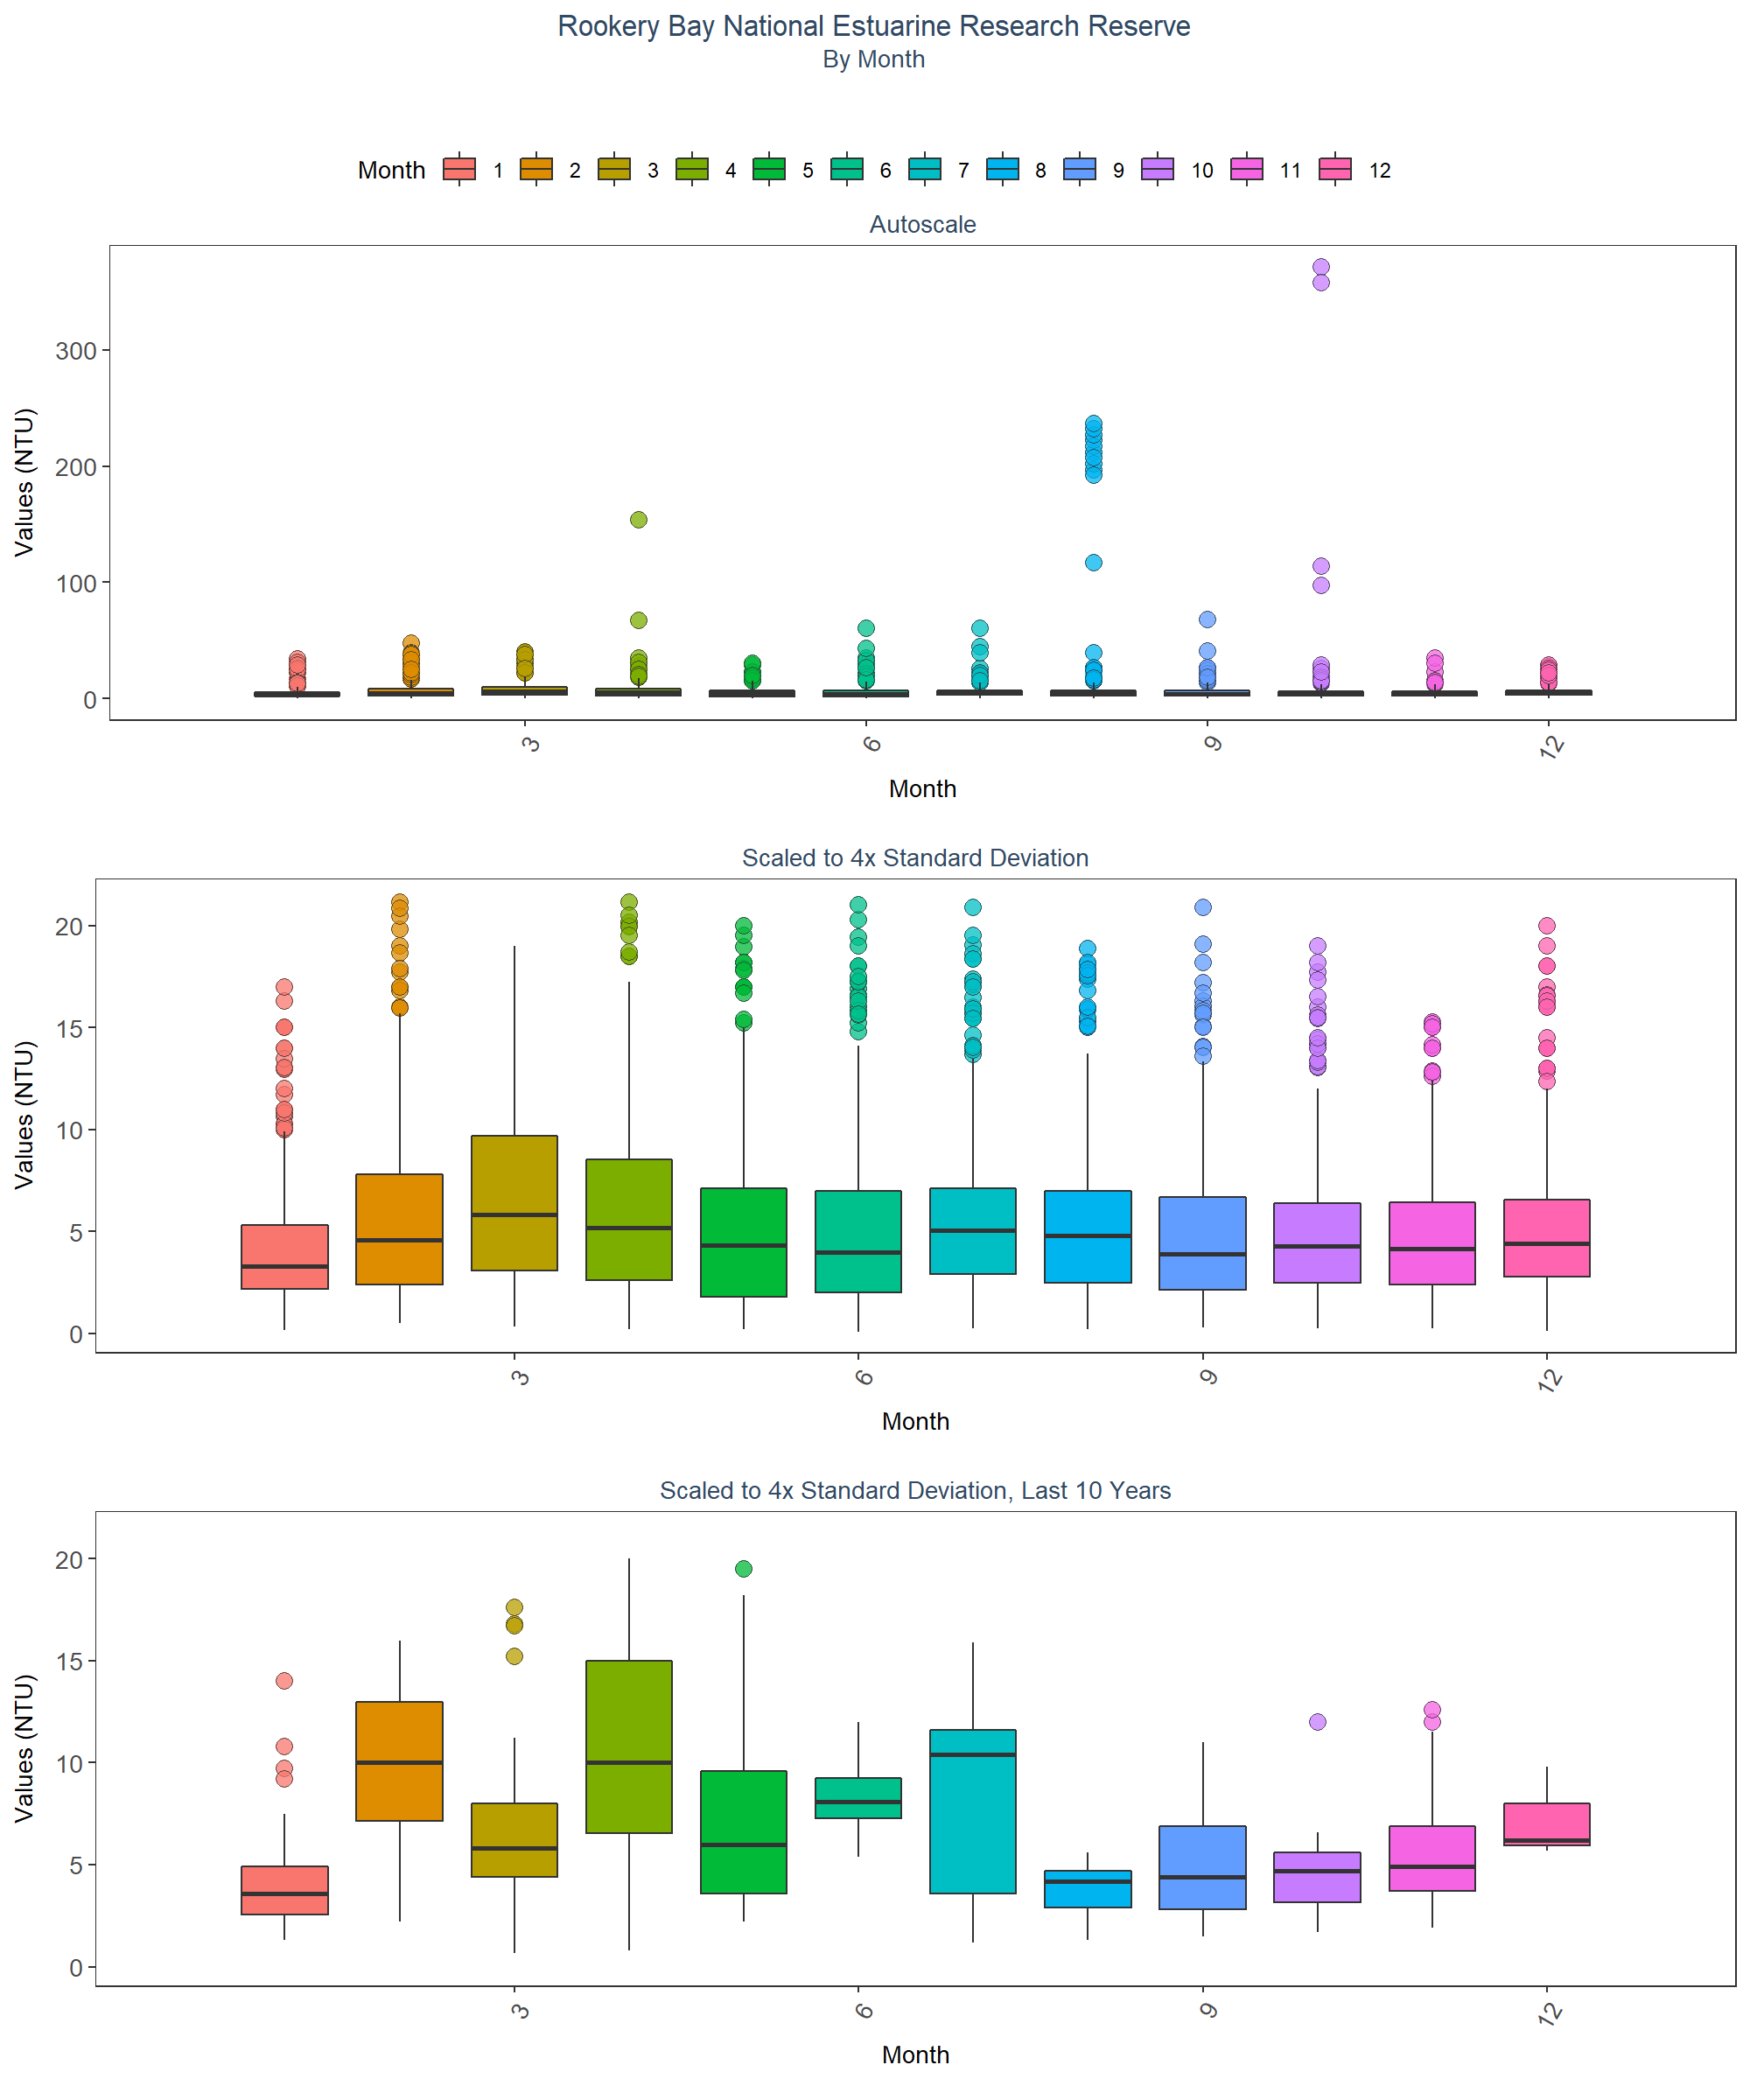 Rookery Bay National Estuarine Research Reserve
By Month
Month 1 2 3 4 5 6 7 8 9 10 11 12
Autoscale
Values (NTU)
300
200
100
0
3 6 9 12
Month
Scaled to 4x Standard Deviation
Values (NTU)
20
15
10
5
0
3 6 9 12
Month
Scaled to 4x Standard Deviation, Last 10 Years
Values (NTU)
20
15
10
5
0
3 6 9 12
Month